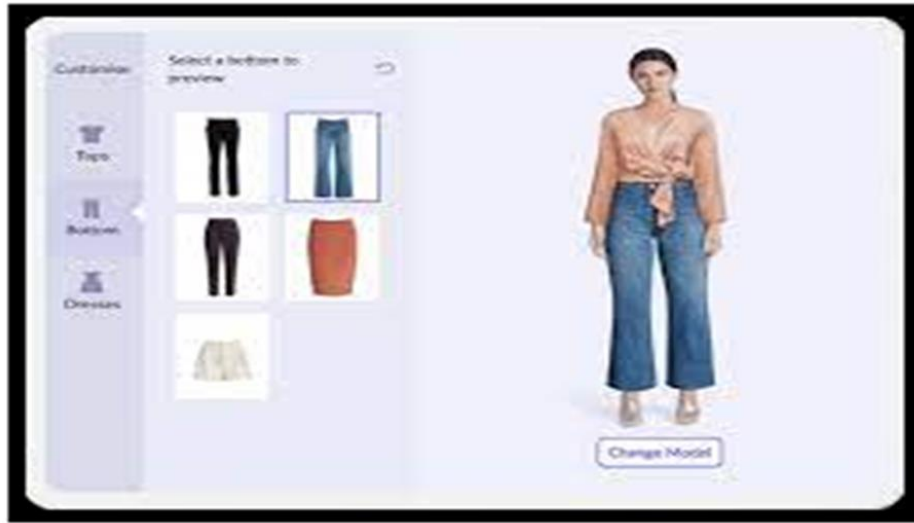 Customise
Select a bottom to
preview
Tops
Bottom
Dresses
Change Model